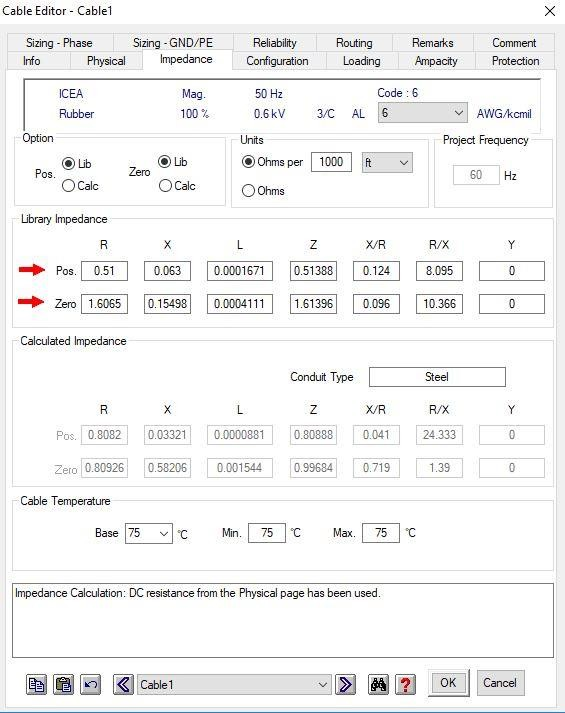 Cable Editor - Cable1
Sizing - Phase Sizing - GND/PE Reliability Routing Remarks Comment
Info Physical Impedance Configuration Loading Ampacity Protection
ICEA Mag. 50 Hz Code : 6
Rubber 100 % 0.6 kV 3/C AL 6 AWG/kcmil
Option Units Project Frequency
Pos. Lib Calc Zero Lib Calc Ohms per 1000 ft Ohms 60 Hz
Library Impedance
R X L Z X/R R/X Y
Pos. 0.51 0.063 0.0001671 0.51388 0.124 8.095 0
Zero 1.6065 0.15498 0.0004111 1.61396 0.096 10.366 0
Calculated Impedance
Conduit Type Steel
R X L Z X/R R/X Y
Pos. 0.8082 0.03321 0.0000881 0.80888 0.041 24.333 0
Zero 0.80926 0.58206 0.001544 0.99684 0.719 1.39 0
Cable Temperature
Base 75 °C Min. 75 °C Max. 75 °C
Impedance Calculation: DC resistance from the Physical page has been used.
Cable1 ? OK Cancel